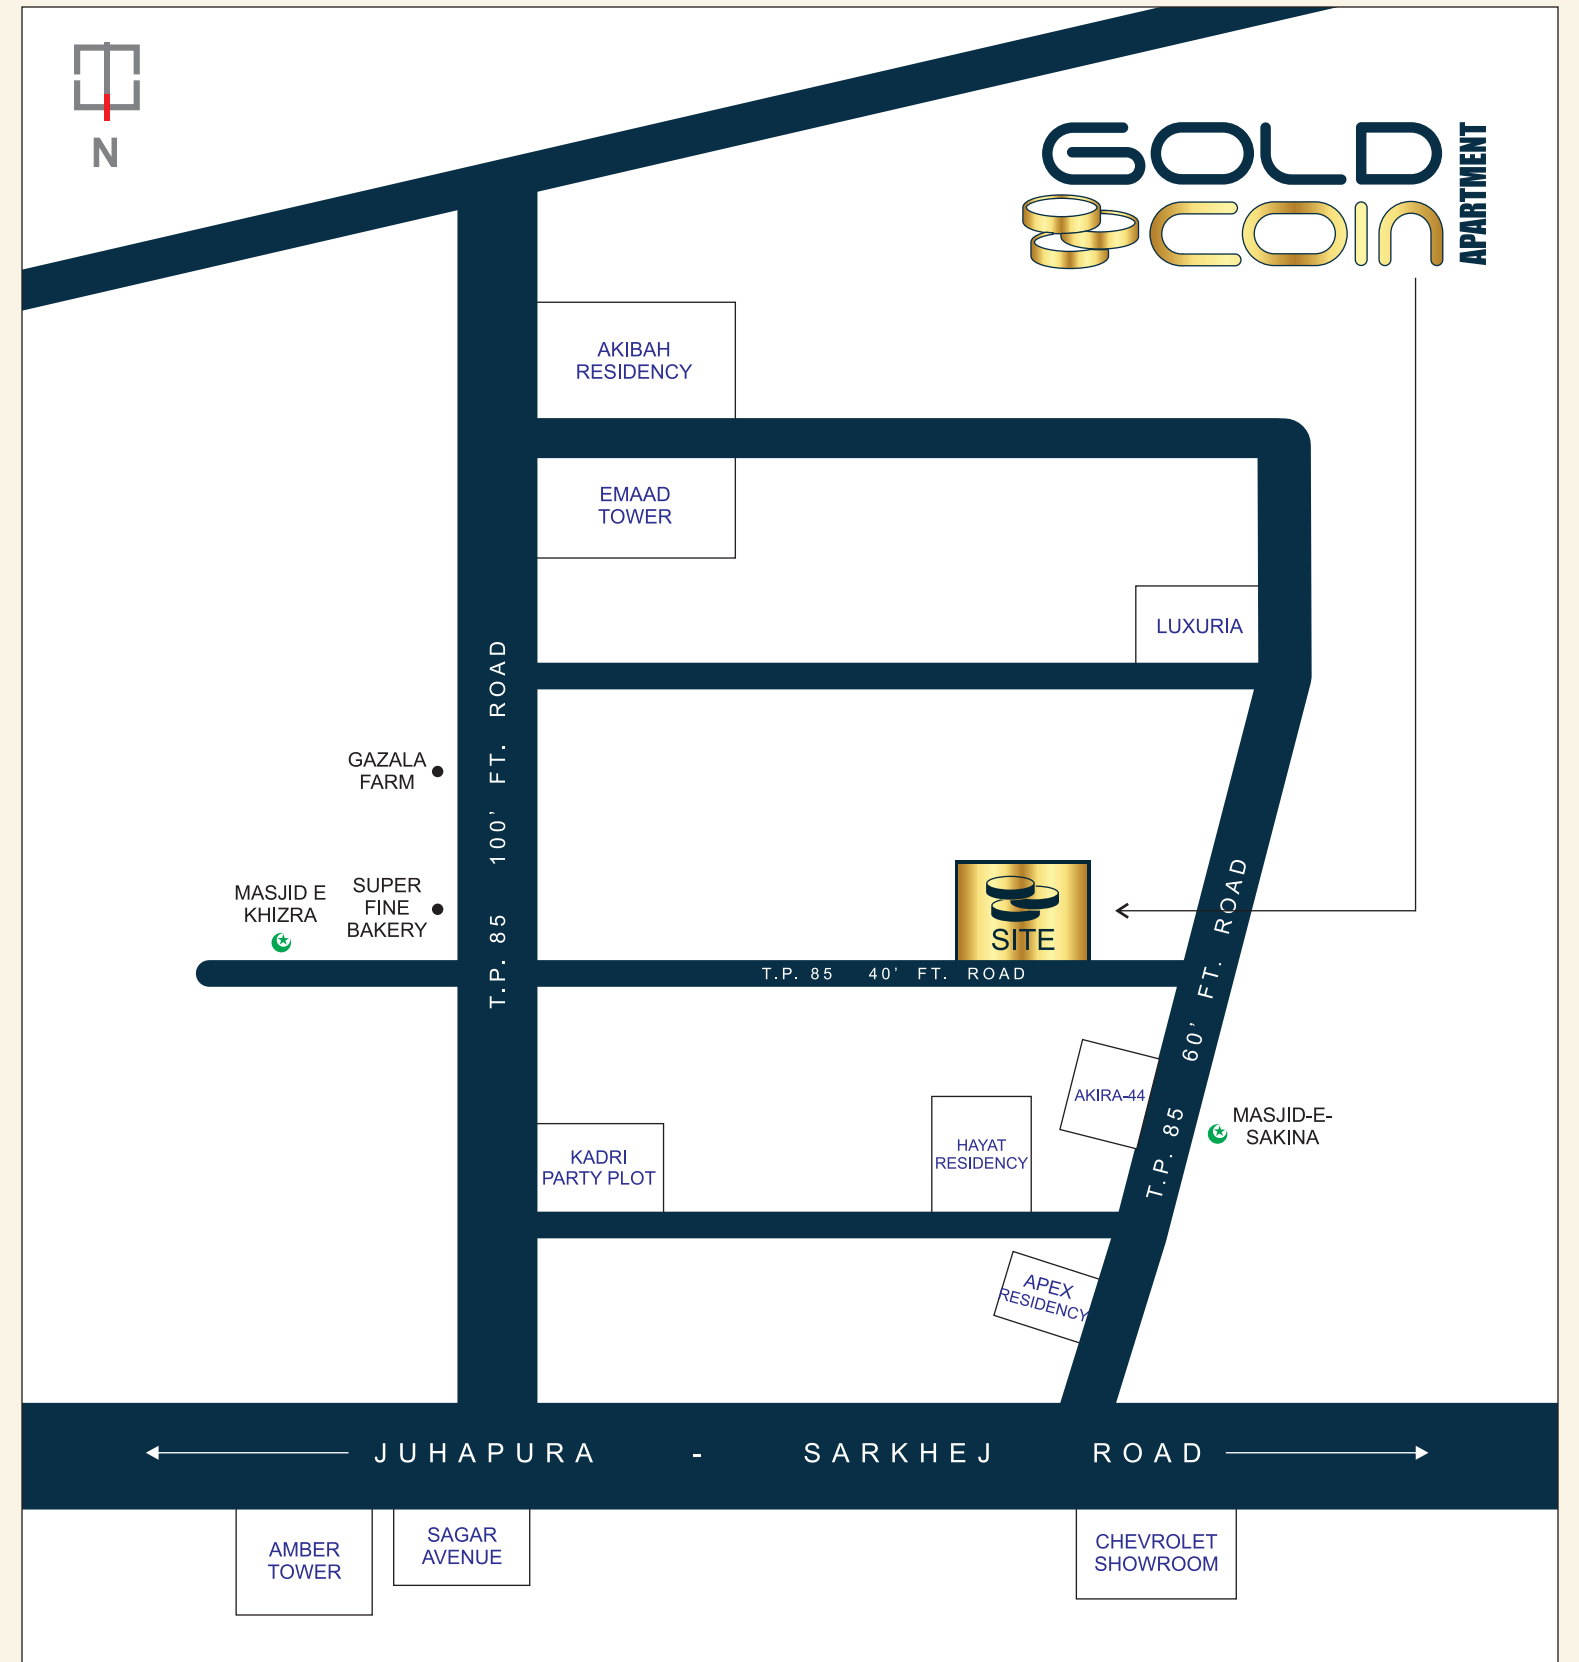 N
GOLD
COIN
APARTMENT
AKIBAH
RESIDENCY
EMAAD
TOWER
LUXURIA
T.P. 85 100' FT. ROAD
GAZALA
FARM
SUPER
FINE
BAKERY
MASJID E
KHIZRA
SITE
T.P. 85 40' FT. ROAD
T.P. 85 60' FT. ROAD
AKIRA-44
MASJID-E-
SAKINA
HAYAT
RESIDENCY
KADRI
PARTY PLOT
APEX
RESIDENCY
JUHAPURA - SARKHEJ ROAD
AMBER
TOWER
SAGAR
AVENUE
CHEVROLET
SHOWROOM